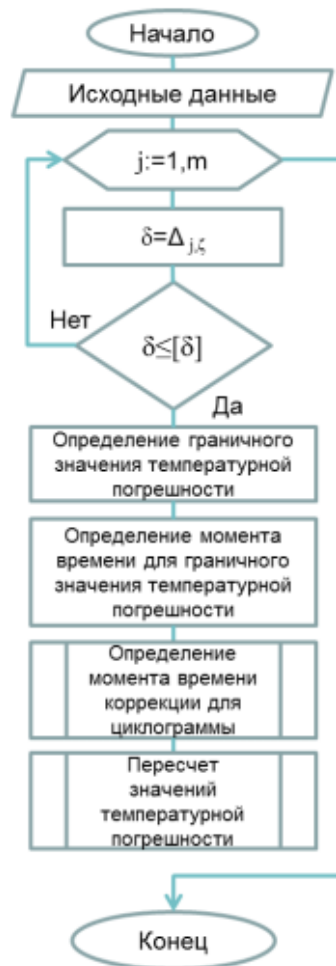 Начало
Исходные данные
j:=1,m
δ=Δ j,ξ
Нет
δ≤[δ]
Да
Определение граничного
значения температурной
погрешности
Определение момента
времени для граничного
значения температурной
погрешности
Определение
момента времени
коррекции для
циклограммы
Пересчет
значений
температурной
погрешности
Конец